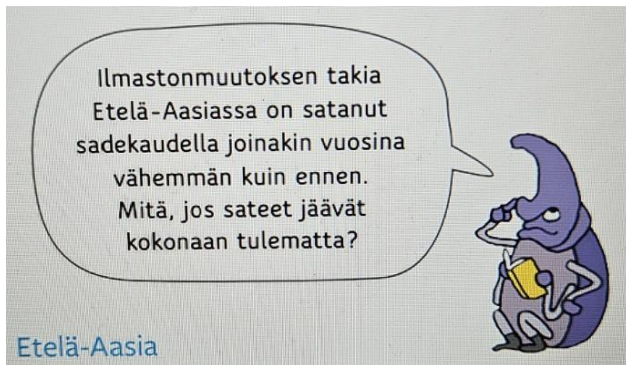 Ilmastonmuutoksen takia
Etelä-Aasiassa on satanut
sadekaudella joinakin vuosina
vähemmän kuin ennen.
Mitä, jos sateet jäävät
kokonaan tulematta?
Etelä-Aasia